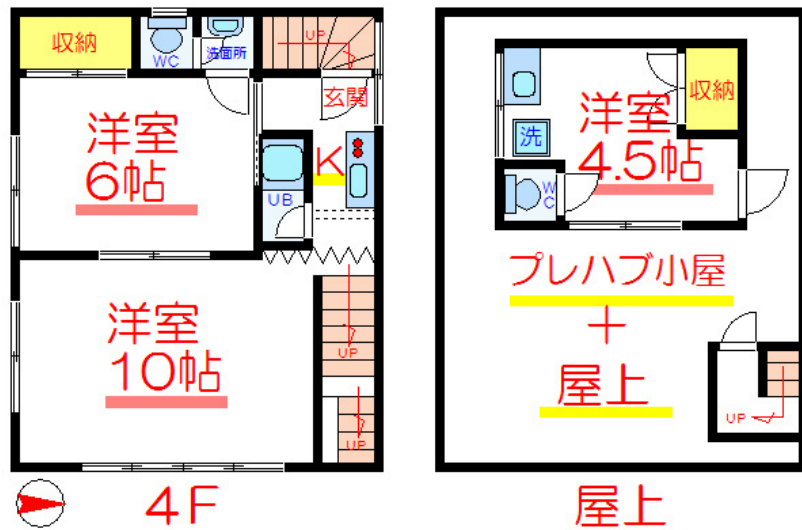 収納
WC
洗面所
UP
玄関
洋室
6帖
K
UB
洋室
10帖
UP
UP
4F
洋室
4.5帖
収納
洗
WC
プレハブ小屋
+
屋上
UP
屋上